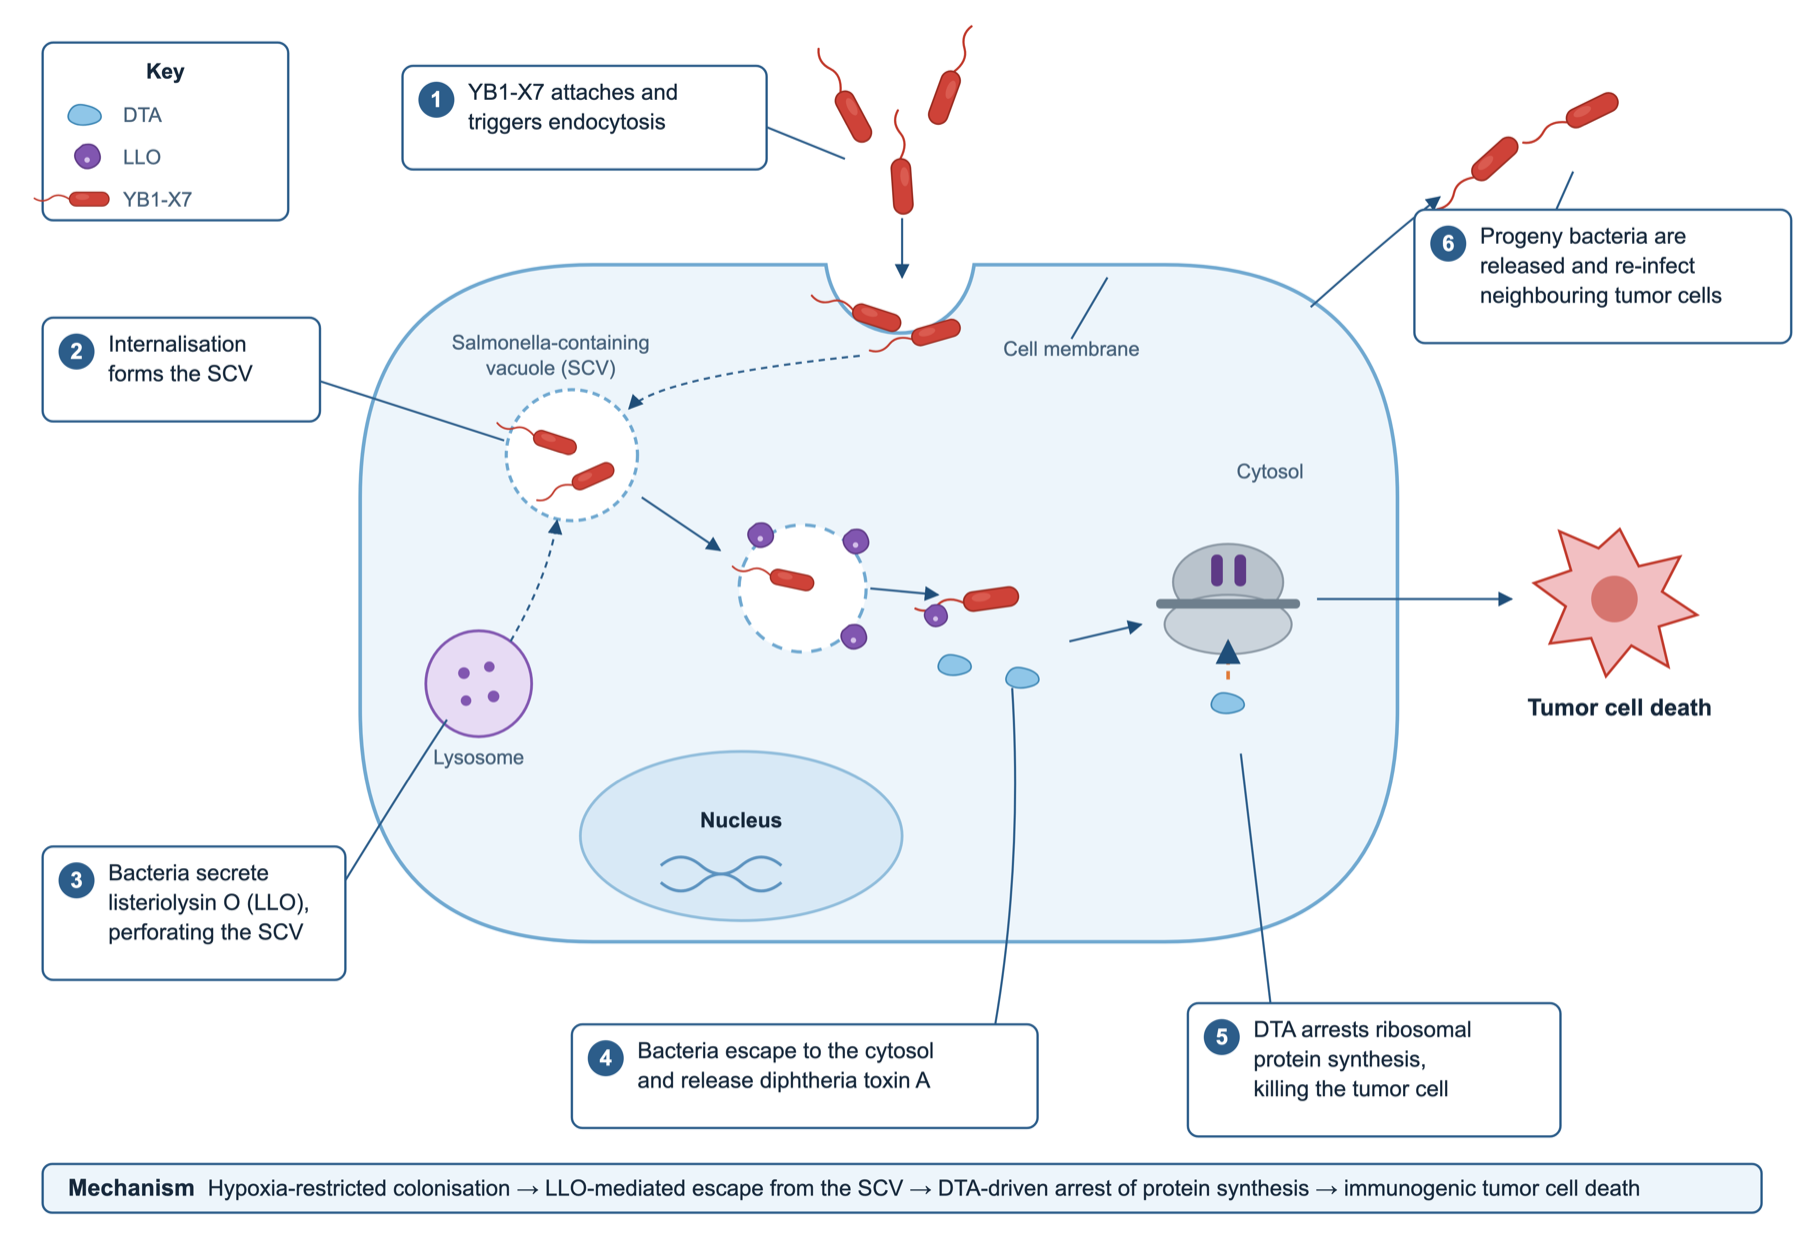 Key
DTA
LLO
YB1-X7
1
YB1-X7 attaches and
triggers endocytosis
2
Internalisation
forms the SCV
Salmonella-containing
vacuole (SCV)
Cell membrane
6
Progeny bacteria are
released and re-infect
neighbouring tumor cells
Cytosol
Lysosome
Tumor cell death
Nucleus
3
Bacteria secrete
listeriolysin O (LLO),
perforating the SCV
4
Bacteria escape to the cytosol
and release diphtheria toxin A
5
DTA arrests ribosomal
protein synthesis,
killing the tumor cell
Mechanism Hypoxia-restricted colonisation → LLO-mediated escape from the SCV → DTA-driven arrest of protein synthesis → immunogenic tumor cell death